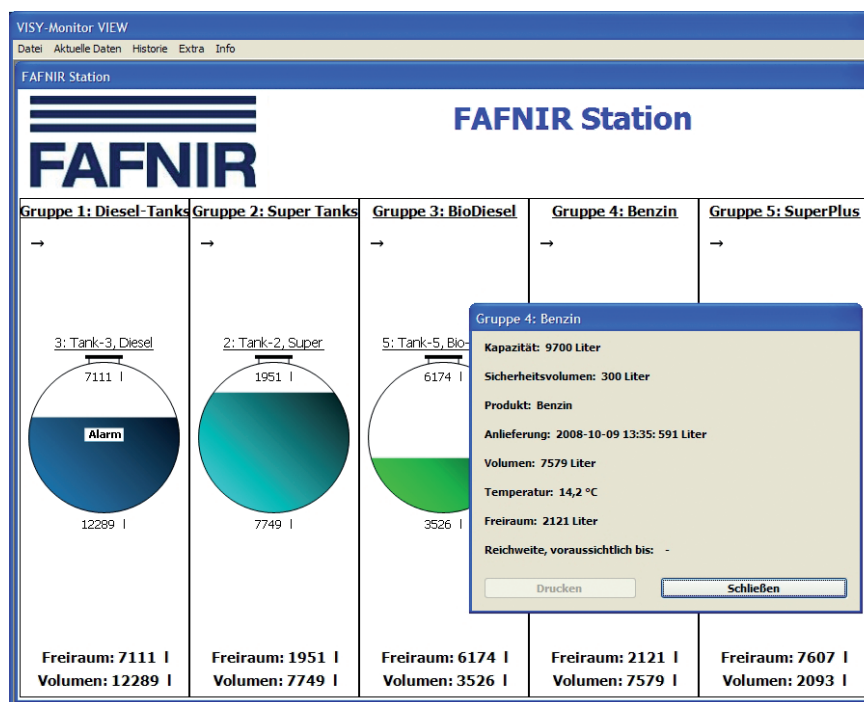 VISY-Monitor VIEW
Datei Aktuelle Daten Historie Extra Info
FAFNIR Station
FAFNIR
FAFNIR Station
Gruppe 1: Diesel-Tanks
→
3: Tank-3, Diesel
7111 l
Alarm
12289 l
Freiraum: 7111 l
Volumen: 12289 l
Gruppe 2: Super Tanks
→
2: Tank-2, Super
1951 l
7749 l
Freiraum: 1951 l
Volumen: 7749 l
Gruppe 3: BioDiesel
→
5: Tank-5, Bio-
6174 l
3526 l
Freiraum: 6174 l
Volumen: 3526 l
Gruppe 4: Benzin
→
Freiraum: 2121 l
Volumen: 7579 l
Gruppe 5: SuperPlus
→
Freiraum: 7607 l
Volumen: 2093 l
Gruppe 4: Benzin
Kapazität: 9700 Liter
Sicherheitsvolumen: 300 Liter
Produkt: Benzin
Anlieferung: 2008-10-09 13:35: 591 Liter
Volumen: 7579 Liter
Temperatur: 14,2 °C
Freiraum: 2121 Liter
Reichweite, voraussichtlich bis: -
Drucken
Schließen